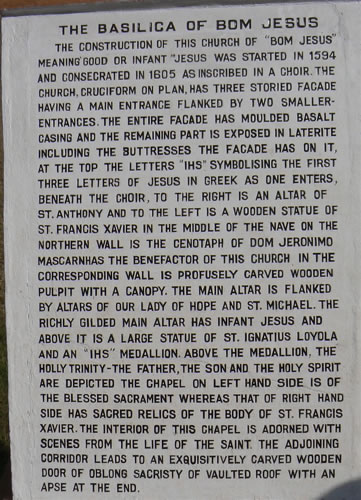 THE BASILICA OF BOM JESUS
THE CONSTRUCTION OF THIS CHURCH OF "BOM JESUS"
MEANING'GOOD OR INFANT "JESUS WAS STARTED IN 1594
AND CONSECRATED IN 1605 AS INSCRIBED IN A CHOIR. THE
CHURCH, CRUCIFORM ON PLAN, HAS THREE STORIED FACADE
HAVING A MAIN ENTRANCE FLANKED BY TWO SMALLER-
ENTRANCES. THE ENTIRE FACADE HAS MOULDED BASALT
CASING AND THE REMAINING PART IS EXPOSED IN LATERITE
INCLUDING THE BUTTRESSES THE FACADE HAS ON IT,
AT THE TOP THE LETTERS "IHS" SYMBOLISING THE FIRST
THREE LETTERS OF JESUS IN GREEK AS ONE ENTERS,
BENEATH THE CHOIR, TO THE RIGHT IS AN ALTAR OF
ST. ANTHONY AND TO THE LEFT IS A WOODEN STATUE OF
ST. FRANCIS XAVIER IN THE MIDDLE OF THE NAVE ON THE
NORTHERN WALL IS THE CENOTAPH OF DOM JERONIMO
MASCARNHAS THE BENEFACTOR OF THIS CHURCH IN THE
CORRESPONDING WALL IS PROFUSELY CARVED WOODEN
PULPIT WITH A CANOPY. THE MAIN ALTAR IS FLANKED
BY ALTARS OF OUR LADY OF HOPE AND ST. MICHAEL. THE
RICHLY GILDED MAIN ALTAR HAS INFANT JESUS AND
ABOVE IT IS A LARGE STATUE OF ST. IGNATIUS LOYOLA
AND AN "IHS" MEDALLION. ABOVE THE MEDALLION, THE
HOLLY TRINITY-THE FATHER, THE SON AND THE HOLY SPIRIT
ARE DEPICTED THE CHAPEL ON LEFT HAND SIDE IS OF
THE BLESSED SACRAMENT WHEREAS THAT OF RIGHT HAND
SIDE HAS SACRED RELICS OF THE BODY OF ST. FRANCIS
XAVIER. THE INTERIOR OF THIS CHAPEL IS ADORNED WITH
SCENES FROM THE LIFE OF THE SAINT. THE ADJOINING
CORRIDOR LEADS TO AN EXQUISITIVELY CARVED WOODEN
DOOR OF OBLONG SACRISTY OF VAULTED ROOF WITH AN
APSE AT THE END.